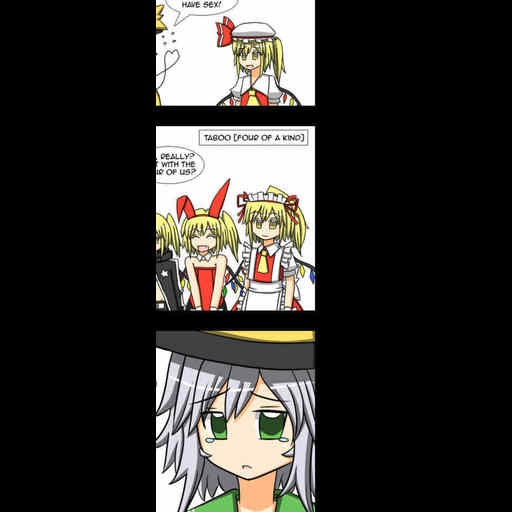 HAVE SEX!
TABOO [FOUR OF A KIND]
REALLY?
WITH THE
OF US?